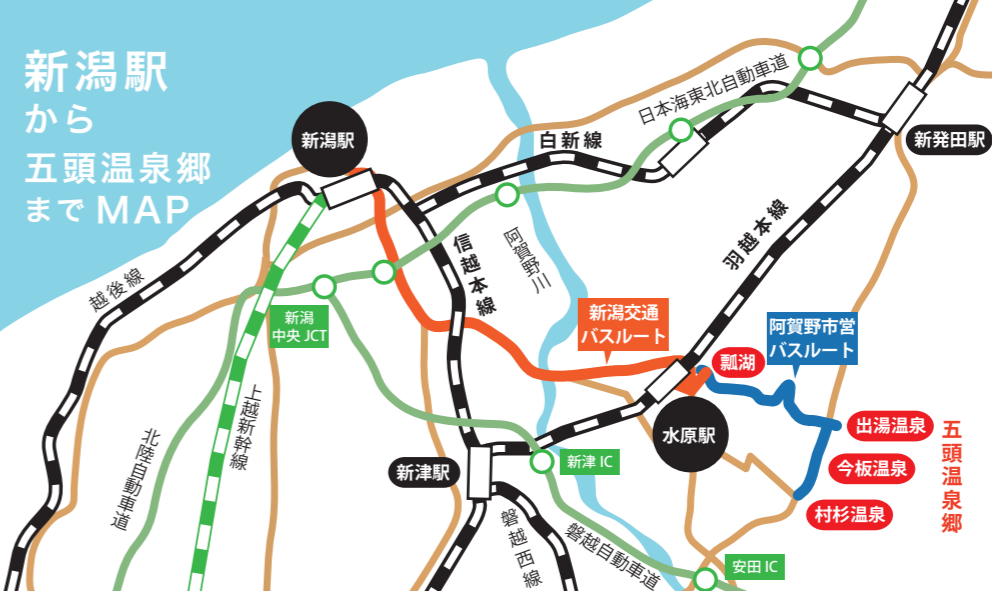 新潟駅
から
五頭温泉郷
まで MAP
新潟駅
白新線
日本海東北自動車道
新発田駅
越後線
信越本線
阿賀野川
羽越本線
新潟
中央 JCT
新潟交通
バスルート
阿賀野市営
バスルート
瓢湖
上越新幹線
北陸自動車道
水原駅
出湯温泉
今板温泉
村杉温泉
五頭温泉郷
新津駅
新津 IC
磐越西線
磐越自動車道
安田 IC